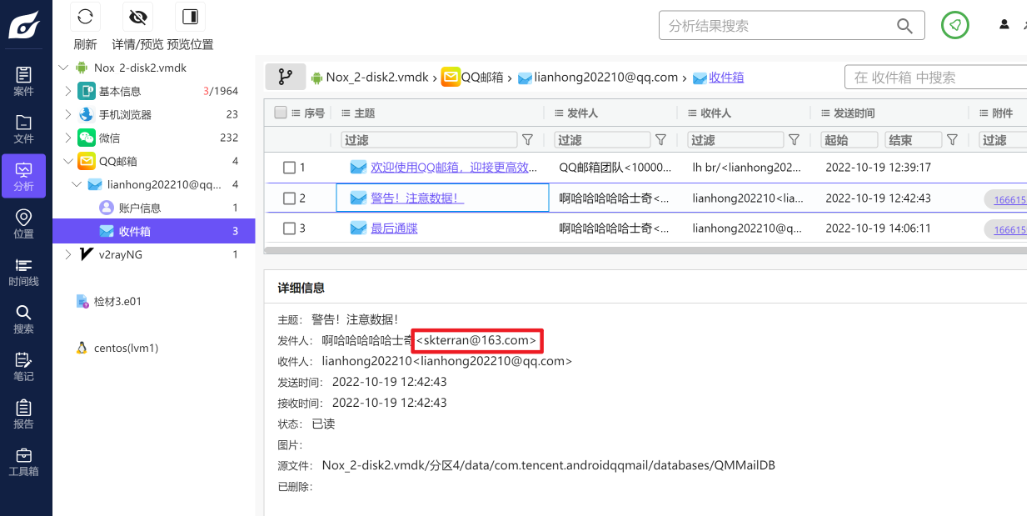 刷新 详情/预览 预览位置
分析结果搜索
案件
文件
分析
位置
时间线
搜索
笔记
报告
工具箱
Nox_2-disk2.vmdk
基本信息 3/1964
手机浏览器 23
微信 232
QQ邮箱 4
lianhong202210@qq... 4
账户信息 1
收件箱 3
v2rayNG 1
检材3.e01
centos(lvm1)
Nox_2-disk2.vmdk › QQ邮箱 › lianhong202210@qq.com › 收件箱
在 收件箱 中搜索
序号 主题 发件人 收件人 发送时间 附件
过滤 过滤 过滤 起始 结束 过滤
1 欢迎使用QQ邮箱，迎接更高效... QQ邮箱团队<10000... lh br/<lianhong202... 2022-10-19 12:39:17
2 警告！注意数据！ 啊哈哈哈哈哈士奇<... lianhong202210<lia... 2022-10-19 12:42:43 166615
3 最后通牒 啊哈哈哈哈哈士奇<... lianhong202210@q... 2022-10-19 14:06:11 166615
详细信息
主题： 警告！注意数据！
发件人： 啊哈哈哈哈哈士奇<skterran@163.com>
收件人： lianhong202210<lianhong202210@qq.com>
发送时间： 2022-10-19 12:42:43
接收时间： 2022-10-19 12:42:43
状态： 已读
图片：
源文件： Nox_2-disk2.vmdk/分区4/data/com.tencent.androidqqmail/databases/QMMailDB
已删除：